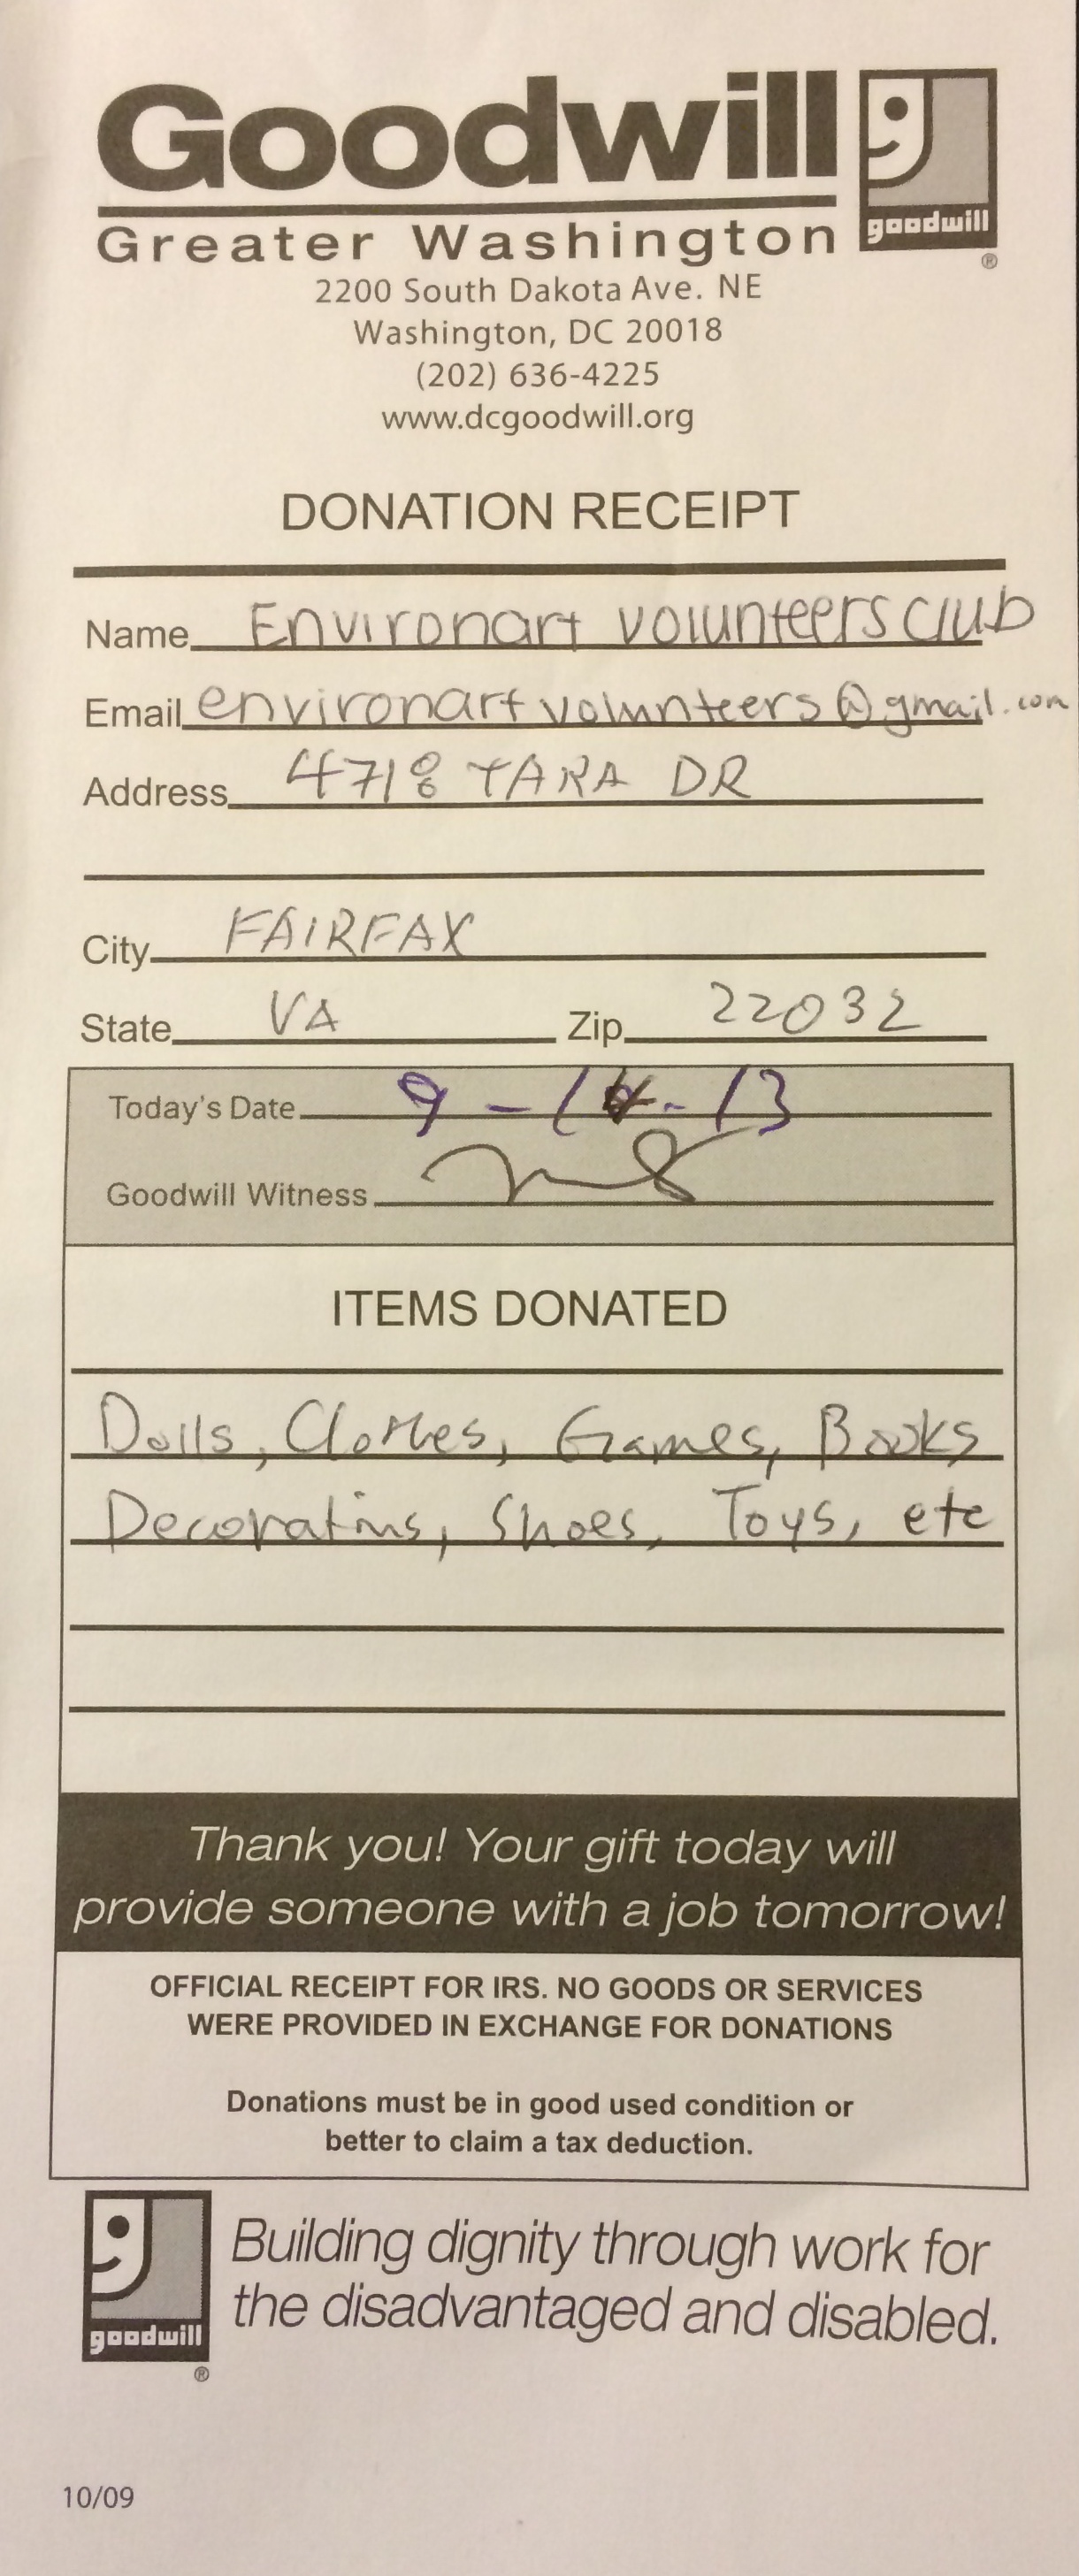 Goodwill
goodwill
®
Greater Washington
2200 South Dakota Ave. NE
Washington, DC 20018
(202) 636-4225
www.dcgoodwill.org
DONATION RECEIPT
Name Environart volunteers club
Email environartvolunteers@gmail.com
Address 4718 TARA DR
City FAIRFAX
State VA Zip 22032
Today's Date 9-
-13
Goodwill Witness
ITEMS DONATED
Dolls, Clothes, Games, Books
Decorations, Shoes, Toys, etc
Thank you! Your gift today will
provide someone with a job tomorrow!
OFFICIAL RECEIPT FOR IRS. NO GOODS OR SERVICES
WERE PROVIDED IN EXCHANGE FOR DONATIONS
Donations must be in good used condition or
better to claim a tax deduction.
goodwill
®
Building dignity through work for
the disadvantaged and disabled.
10/09